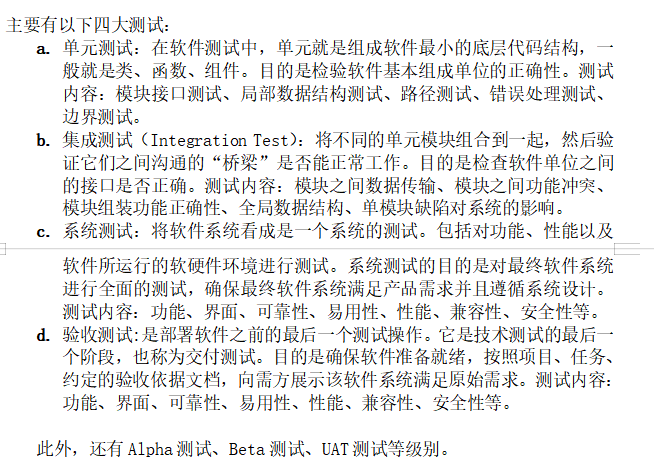 主要有以下四大测试:
a. 单元测试：在软件测试中，单元就是组成软件最小的底层代码结构，一
般就是类、函数、组件。目的是检验软件基本组成单位的正确性。测试
内容：模块接口测试、局部数据结构测试、路径测试、错误处理测试、
边界测试。
b. 集成测试（Integration Test）：将不同的单元模块组合到一起，然后验
证它们之间沟通的“桥梁”是否能正常工作。目的是检查软件单位之间
的接口是否正确。测试内容：模块之间数据传输、模块之间功能冲突、
模块组装功能正确性、全局数据结构、单模块缺陷对系统的影响。
c. 系统测试：将软件系统看成是一个系统的测试。包括对功能、性能以及
软件所运行的软硬件环境进行测试。系统测试的目的是对最终软件系统
进行全面的测试，确保最终软件系统满足产品需求并且遵循系统设计。
测试内容：功能、界面、可靠性、易用性、性能、兼容性、安全性等。
d. 验收测试:是部署软件之前的最后一个测试操作。它是技术测试的最后一
个阶段，也称为交付测试。目的是确保软件准备就绪，按照项目、任务、
约定的验收依据文档，向需方展示该软件系统满足原始需求。测试内容:
功能、界面、可靠性、易用性、性能、兼容性、安全性等。
此外，还有 Alpha 测试、Beta 测试、UAT 测试等级别。